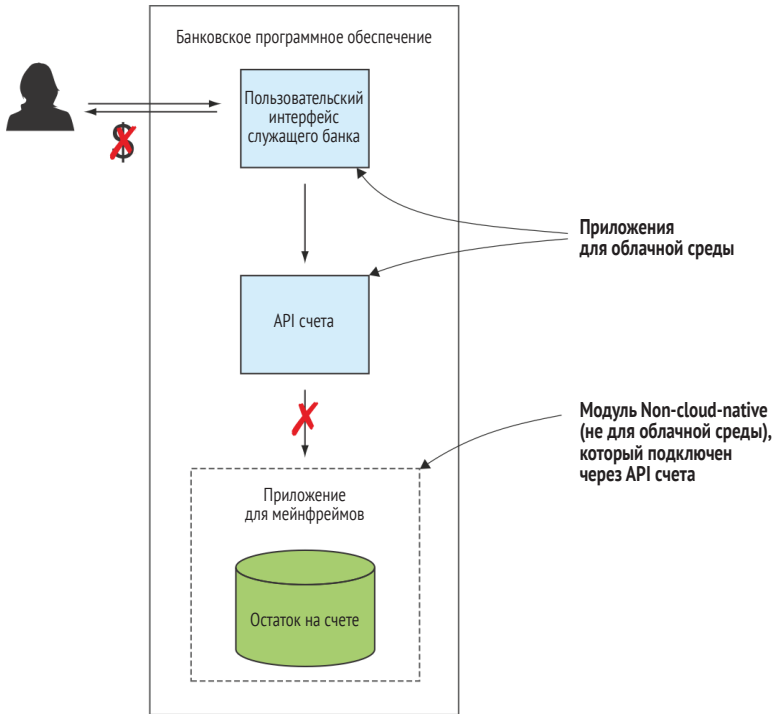 Банковское программное обеспечение
Пользовательский
интерфейс
служащего банка
$
Приложения
для облачной среды
API счета
Модуль Non-cloud-native
(не для облачной среды),
который подключен
через API счета
Приложение
для мейнфреймов
Остаток на счете